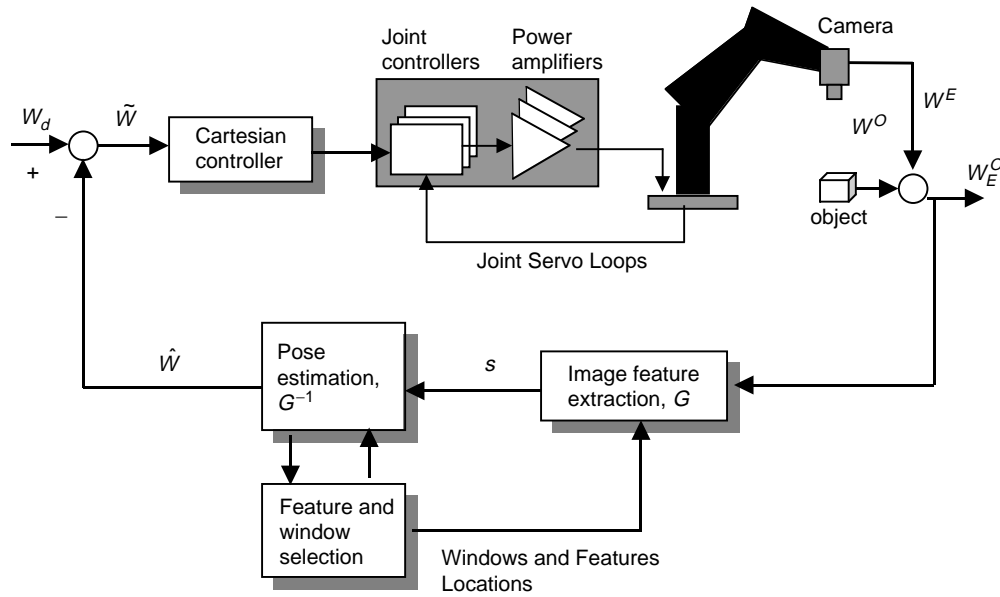 Joint
controllers
Power
amplifiers
Camera
W_d
+
−
W̃
Cartesian
controller
W^E
W^O
W_E^O
object
Joint Servo Loops
Ŵ
Pose
estimation,
G⁻¹
s
Image feature
extraction, G
Feature and
window
selection
Windows and Features
Locations